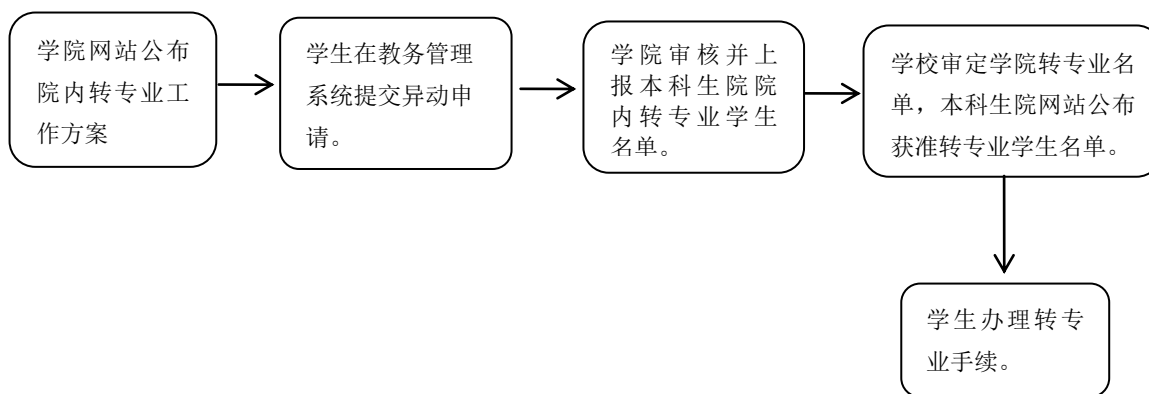 学院网站公布
院内转专业工
作方案
学生在教务管理
系统提交异动申
请。
学院审核并上
报本科生院院
内转专业学生
名单。
学校审定学院转专业名
单，本科生院网站公布
获准转专业学生名单。
学生办理转专
业手续。